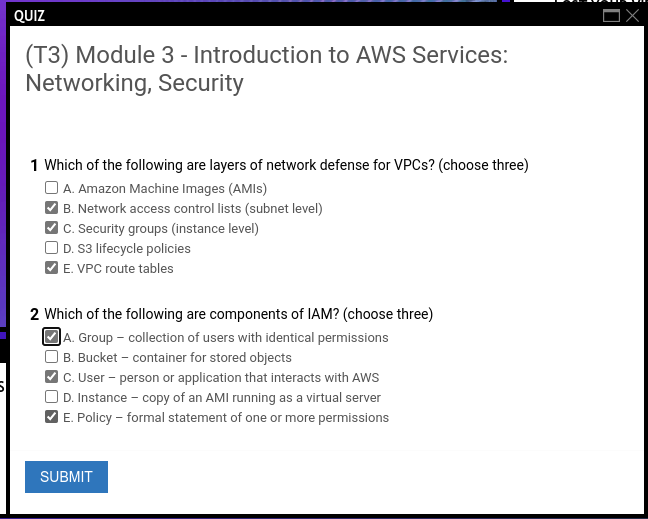 QUIZ
(T3) Module 3 - Introduction to AWS Services:
Networking, Security
1 Which of the following are layers of network defense for VPCs? (choose three)
A. Amazon Machine Images (AMIs)
B. Network access control lists (subnet level)
C. Security groups (instance level)
D. S3 lifecycle policies
E. VPC route tables
2 Which of the following are components of IAM? (choose three)
A. Group – collection of users with identical permissions
B. Bucket – container for stored objects
C. User – person or application that interacts with AWS
D. Instance – copy of an AMI running as a virtual server
E. Policy – formal statement of one or more permissions
SUBMIT